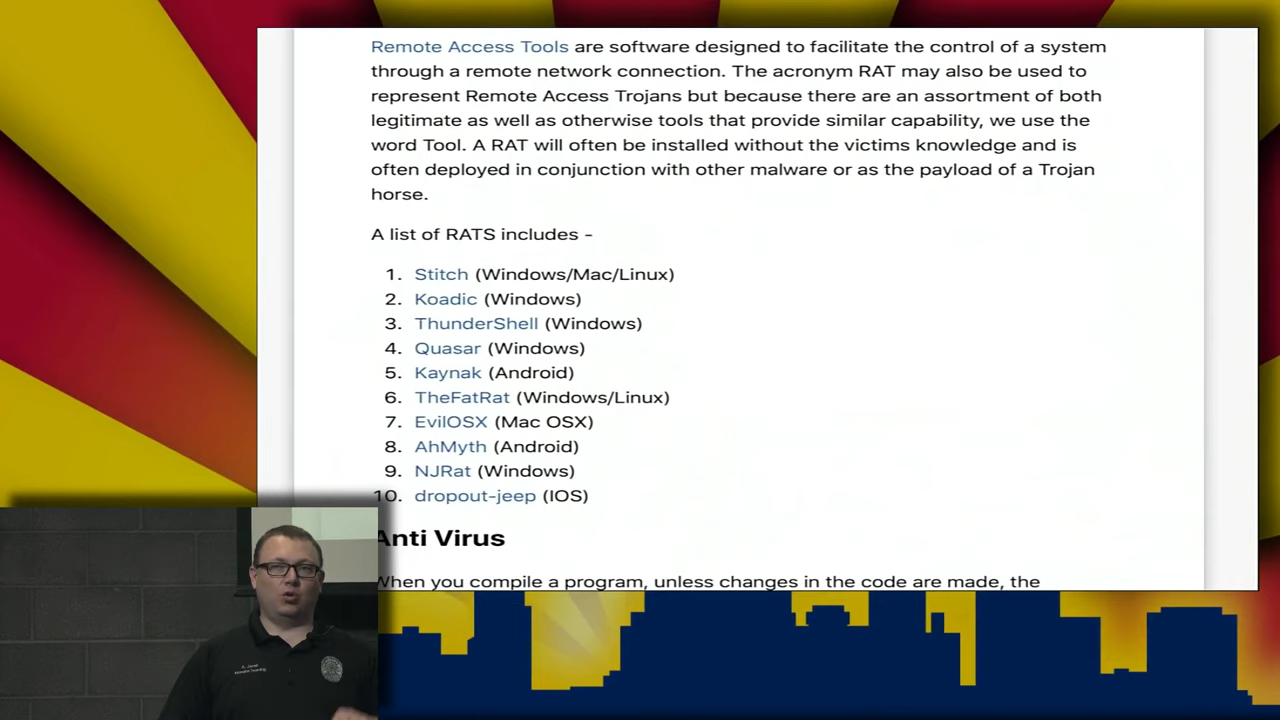 Remote Access Tools are software designed to facilitate the control of a system
through a remote network connection. The acronym RAT may also be used to
represent Remote Access Trojans but because there are an assortment of both
legitimate as well as otherwise tools that provide similar capability, we use the
word Tool. A RAT will often be installed without the victims knowledge and is
often deployed in conjunction with other malware or as the payload of a Trojan
horse.
A list of RATS includes -
1. Stitch (Windows/Mac/Linux)
2. Koadic (Windows)
3. ThunderShell (Windows)
4. Quasar (Windows)
5. Kaynak (Android)
6. TheFatRat (Windows/Linux)
7. EvilOSX (Mac OSX)
8. AhMyth (Android)
9. NJRat (Windows)
10. dropout-jeep (IOS)
Anti Virus
When you compile a program, unless changes in the code are made, the